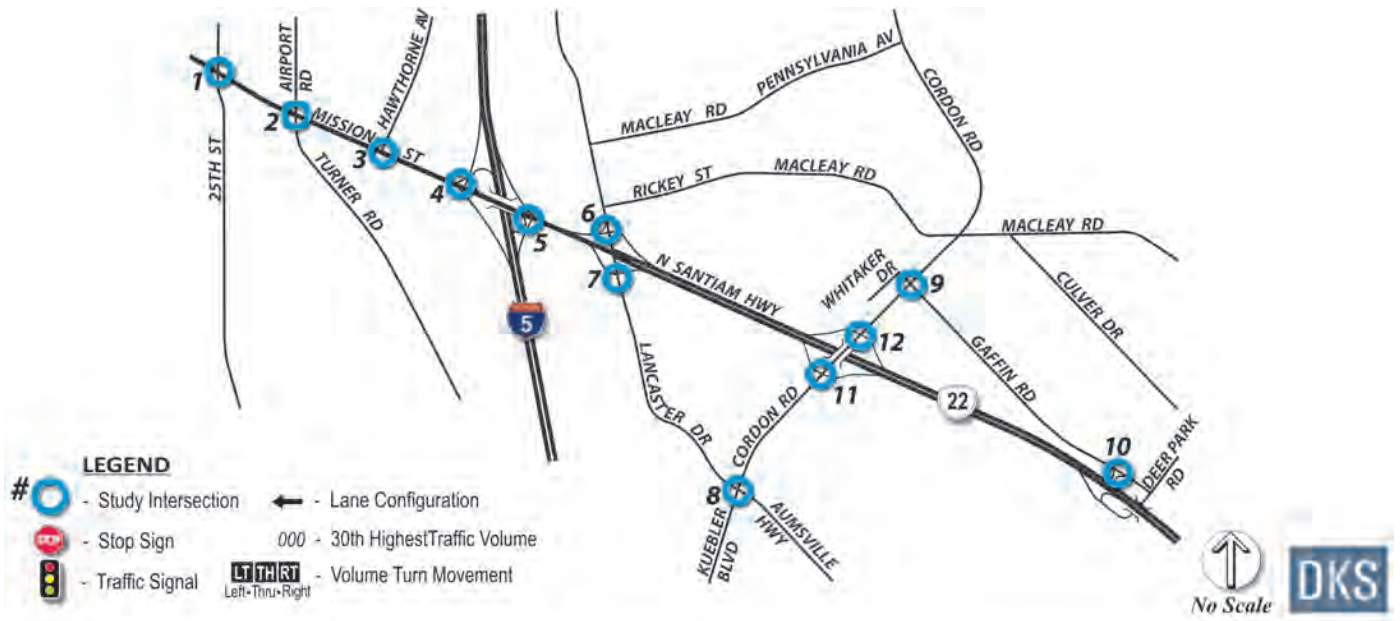 1
25TH ST
2
AIRPORT
RD
MISSION
ST
3
HAWTHORNE AV
TURNER RD
4
5
5
6
7
MACLEAY RD
PENNSYLVANIA AV
CORDON RD
RICKEY ST
MACLEAY RD
MACLEAY RD
N SANTIAM HWY
WHITAKER
DR
9
CULVER DR
12
11
GAFFIN RD
22
LANCASTER DR
CORDON RD
8
KUEBLER
BLVD
AUMSVILLE
HWY
10
DEER PARK
RD
LEGEND
# - Study Intersection
STOP - Stop Sign
- Traffic Signal
- Lane Configuration
000 - 30th HighestTraffic Volume
LT TH RT - Volume Turn Movement
Left•Thru•Right
No Scale
DKS